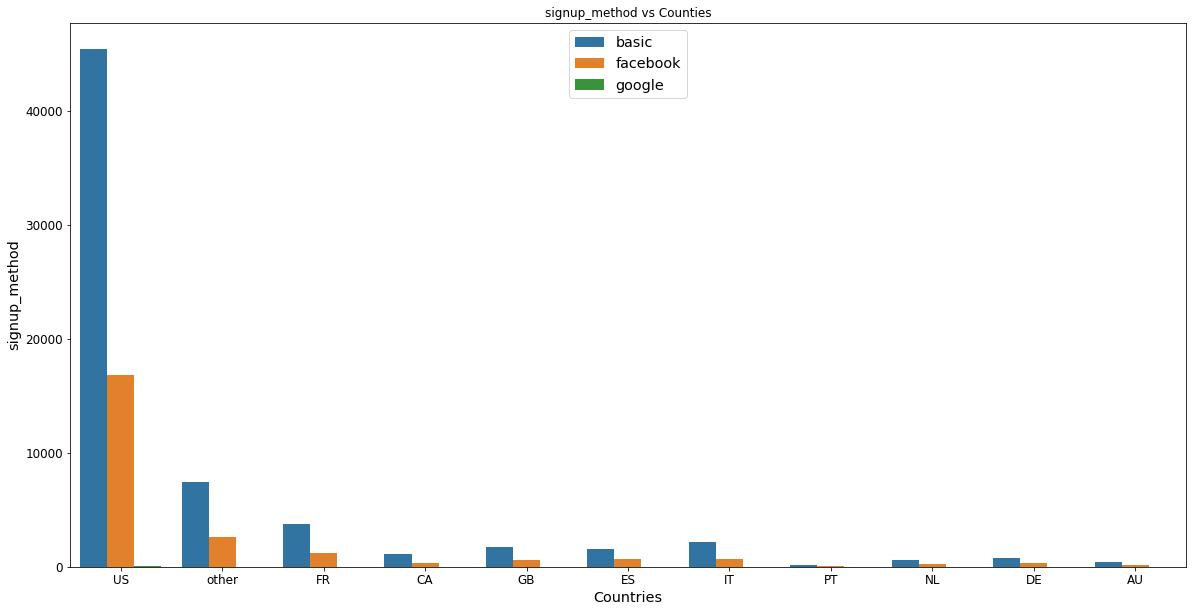 signup_method vs Counties
basic
facebook
google
signup_method
40000
30000
20000
10000
0
US other FR CA GB ES IT PT NL DE AU
Countries